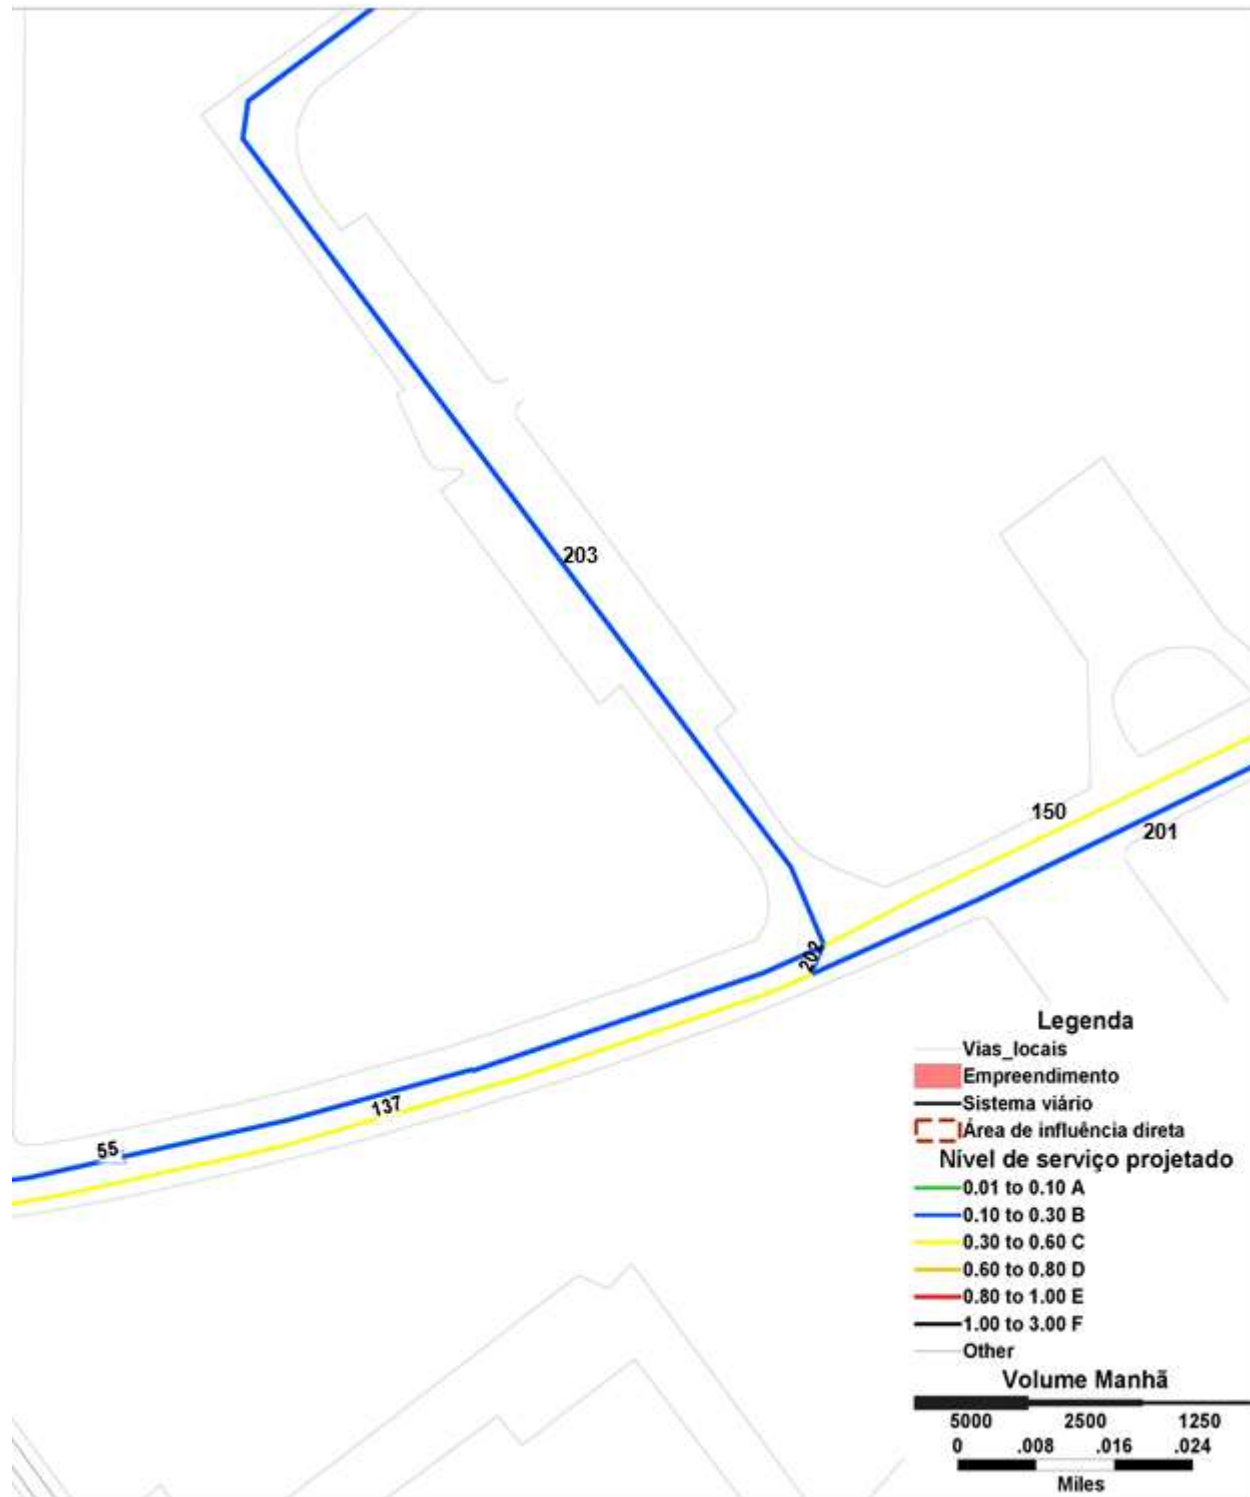 203
150
201
202
137
55
Legenda
Vias_locais
Empreendimento
Sistema viário
Área de influência direta
Nível de serviço projetado
0.01 to 0.10 A
0.10 to 0.30 B
0.30 to 0.60 C
0.60 to 0.80 D
0.80 to 1.00 E
1.00 to 3.00 F
Other
Volume Manhã
5000 2500 1250
0 .008 .016 .024
Miles